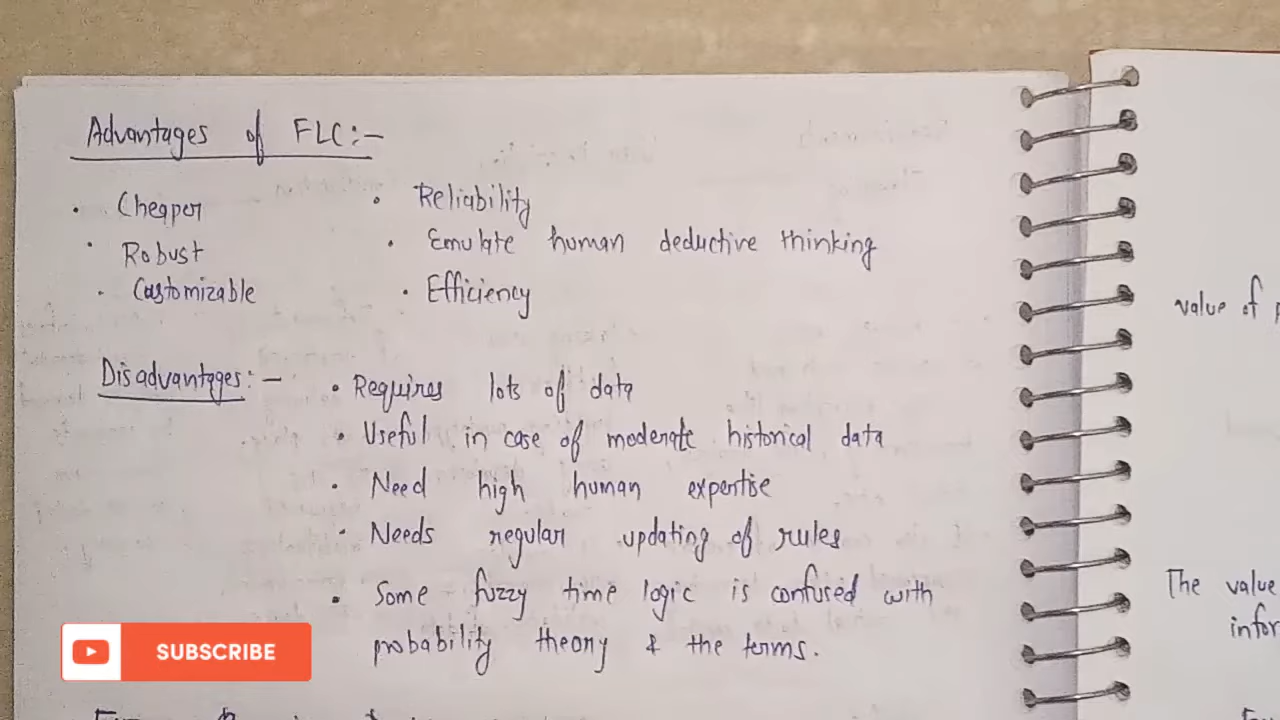 Advantages of FLC:-
• Cheaper
• Robust
• Customizable
• Reliability
• Emulate human deductive thinking
• Efficiency
Disadvantages:- • Requires lots of data
• Useful in case of moderate historical data
• Need high human expertise
• Needs regular updating of rules
• Some fuzzy time logic is confused with
probability theory & the terms.
SUBSCRIBE
value of
The value